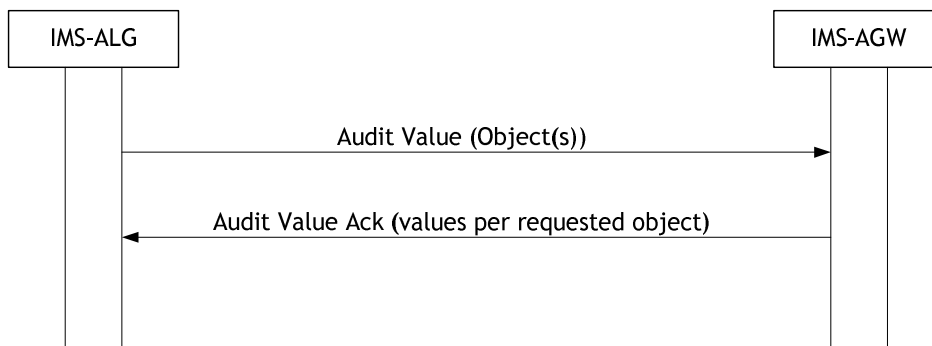 IMS-ALG
IMS-AGW
Audit Value (Object(s))
Audit Value Ack (values per requested object)